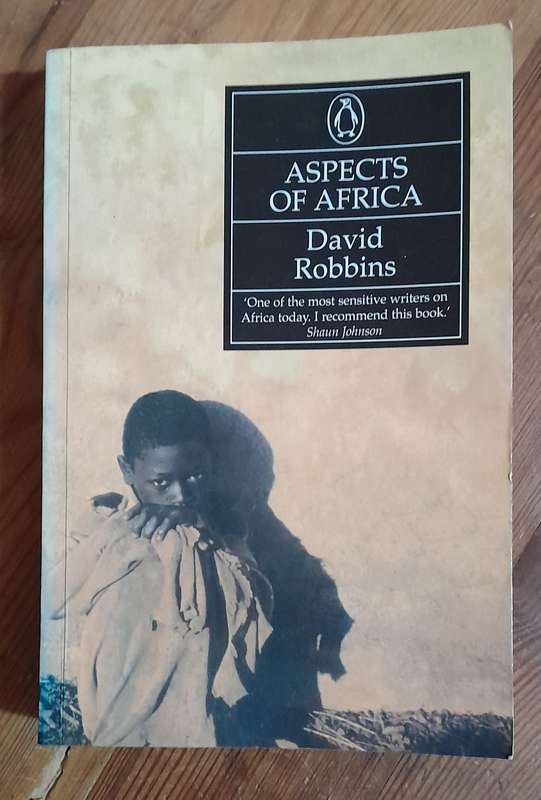 ASPECTS
OF AFRICA
David
Robbins
‘One of the most sensitive writers on
Africa today. I recommend this book.’
Shaun Johnson